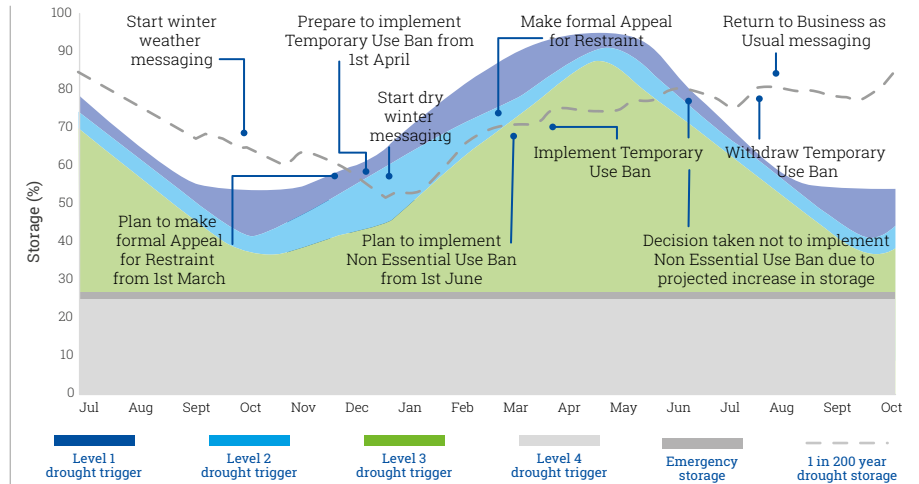 100
90
80
70
60
50
40
30
20
10
0
Storage (%)
Start winter
weather
messaging
Prepare to implement
Temporary Use Ban from
1st April
Make formal Appeal
for Restraint
Return to Business as
Usual messaging
Start dry
winter
messaging
Implement Temporary
Use Ban
Withdraw Temporary
Use Ban
Plan to make
formal Appeal
for Restraint
from 1st March
Plan to implement
Non Essential Use Ban
from 1st June
Decision taken not to implement
Non Essential Use Ban due to
projected increase in storage
Jul Aug Sept Oct Nov Dec Jan Feb Mar Apr May Jun Jul Aug Sept Oct
Level 1
drought trigger
Level 2
drought trigger
Level 3
drought trigger
Level 4
drought trigger
Emergency
storage
1 in 200 year
drought storage